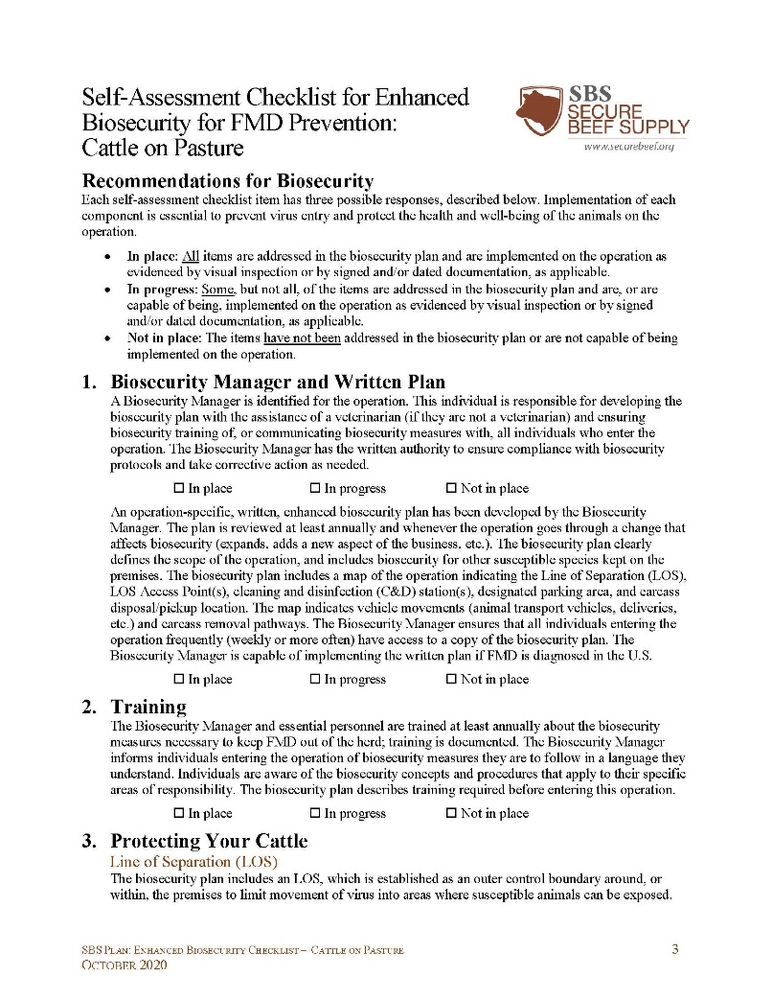 Self-Assessment Checklist for Enhanced
Biosecurity for FMD Prevention:
Cattle on Pasture
SBS
SECURE
BEEF SUPPLY
www.securebeef.org
Recommendations for Biosecurity
Each self-assessment checklist item has three possible responses, described below. Implementation of each
component is essential to prevent virus entry and protect the health and well-being of the animals on the
operation.
• In place: All items are addressed in the biosecurity plan and are implemented on the operation as
evidenced by visual inspection or by signed and/or dated documentation, as applicable.
• In progress: Some, but not all, of the items are addressed in the biosecurity plan and are, or are
capable of being, implemented on the operation as evidenced by visual inspection or by signed
and/or dated documentation, as applicable.
• Not in place: The items have not been addressed in the biosecurity plan or are not capable of being
implemented on the operation.
1. Biosecurity Manager and Written Plan
A Biosecurity Manager is identified for the operation. This individual is responsible for developing the
biosecurity plan with the assistance of a veterinarian (if they are not a veterinarian) and ensuring
biosecurity training of, or communicating biosecurity measures with, all individuals who enter the
operation. The Biosecurity Manager has the written authority to ensure compliance with biosecurity
protocols and take corrective action as needed.
☐ In place ☐ In progress ☐ Not in place
An operation-specific, written, enhanced biosecurity plan has been developed by the Biosecurity
Manager. The plan is reviewed at least annually and whenever the operation goes through a change that
affects biosecurity (expands, adds a new aspect of the business, etc.). The biosecurity plan clearly
defines the scope of the operation, and includes biosecurity for other susceptible species kept on the
premises. The biosecurity plan includes a map of the operation indicating the Line of Separation (LOS),
LOS Access Point(s), cleaning and disinfection (C&D) station(s), designated parking area, and carcass
disposal/pickup location. The map indicates vehicle movements (animal transport vehicles, deliveries,
etc.) and carcass removal pathways. The Biosecurity Manager ensures that all individuals entering the
operation frequently (weekly or more often) have access to a copy of the biosecurity plan. The
Biosecurity Manager is capable of implementing the written plan if FMD is diagnosed in the U.S.
☐ In place ☐ In progress ☐ Not in place
2. Training
The Biosecurity Manager and essential personnel are trained at least annually about the biosecurity
measures necessary to keep FMD out of the herd; training is documented. The Biosecurity Manager
informs individuals entering the operation of biosecurity measures they are to follow in a language they
understand. Individuals are aware of the biosecurity concepts and procedures that apply to their specific
areas of responsibility. The biosecurity plan describes training required before entering this operation.
☐ In place ☐ In progress ☐ Not in place
3. Protecting Your Cattle
Line of Separation (LOS)
The biosecurity plan includes an LOS, which is established as an outer control boundary around, or
within, the premises to limit movement of virus into areas where susceptible animals can be exposed.
SBS PLAN: ENHANCED BIOSECURITY CHECKLIST – CATTLE ON PASTURE 3
OCTOBER 2020